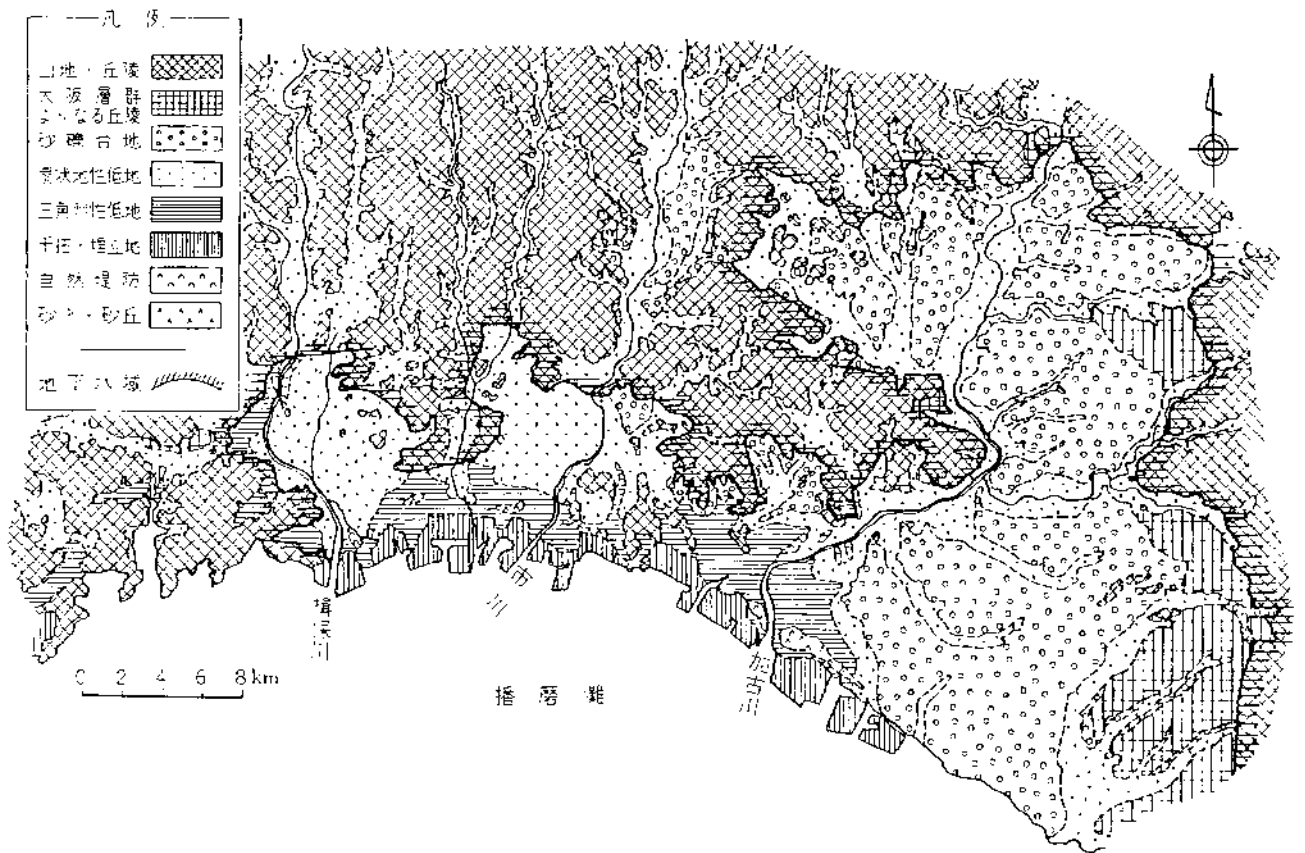 凡例
山地・丘陵
大阪層群
よりなる丘陵
砂礫台地
扇状地性低地
三角州性低地
干拓・埋立地
自然堤防
砂州・砂丘
地下水域
揖保川
市川
加古川
播磨灘
0 2 4 6 8km